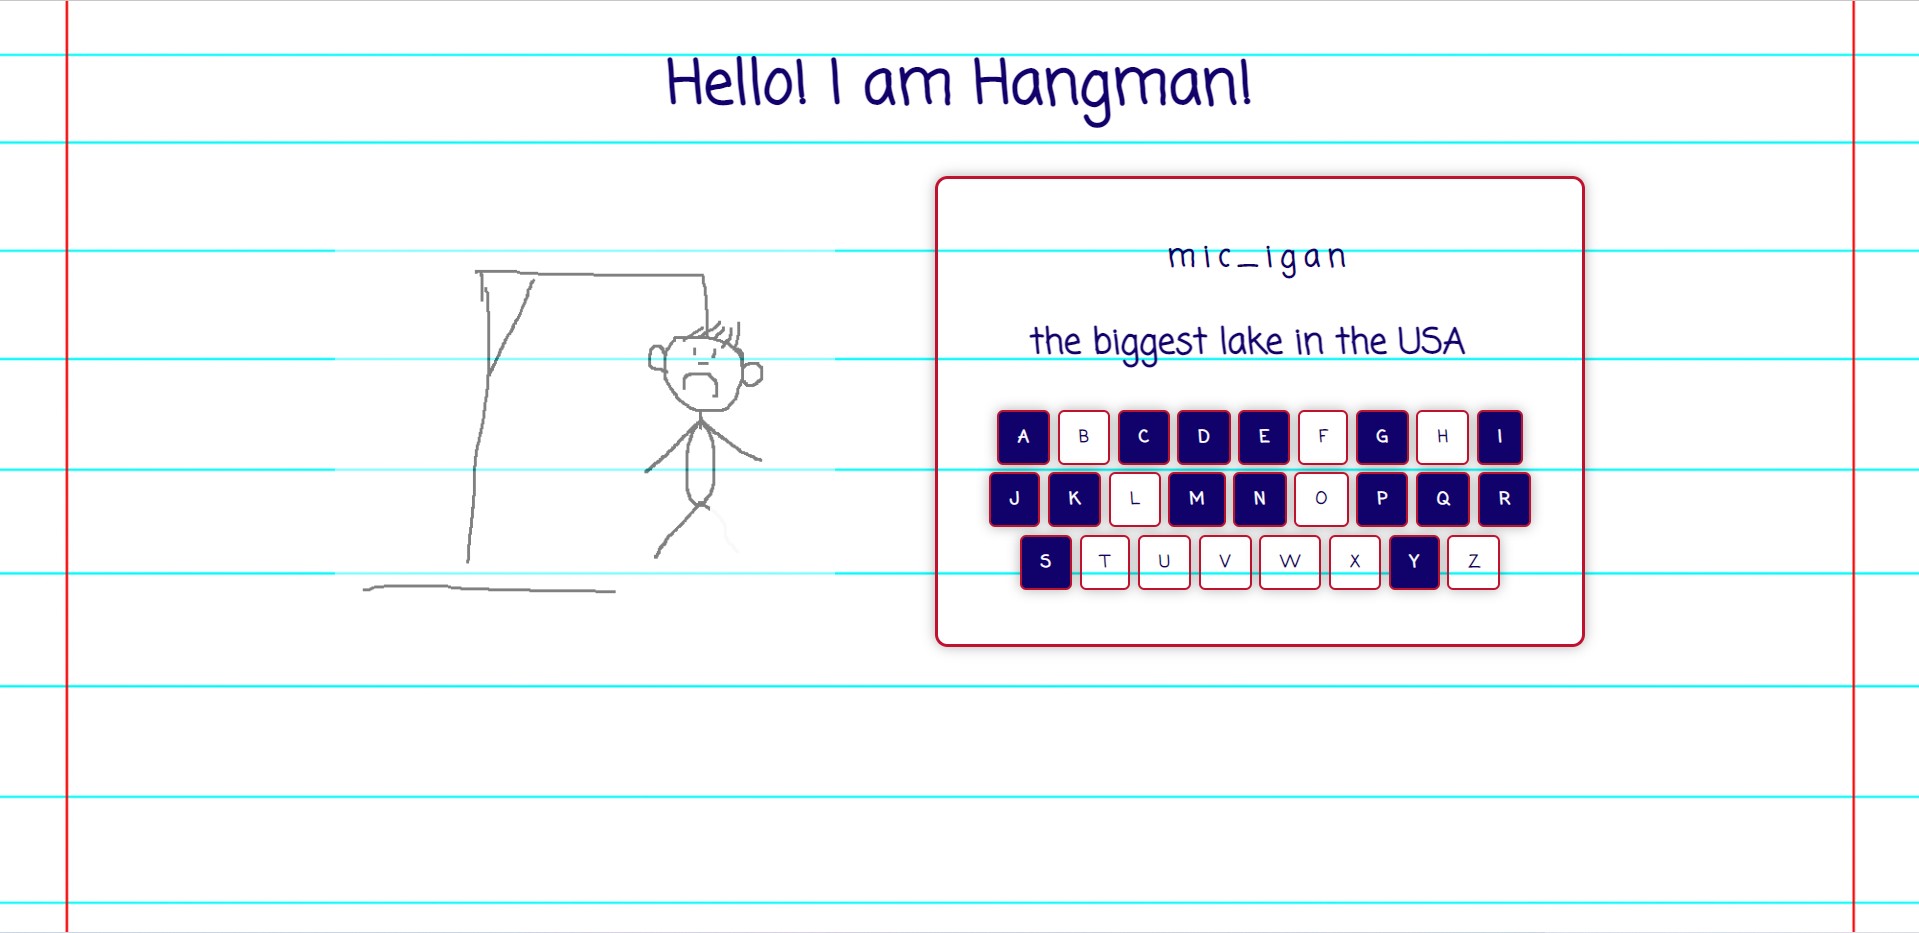 Hello! I am Hangman!
mic_igan
the biggest lake in the USA
A B C D E F G H I
J K L M N O P Q R
S T U V W X Y Z